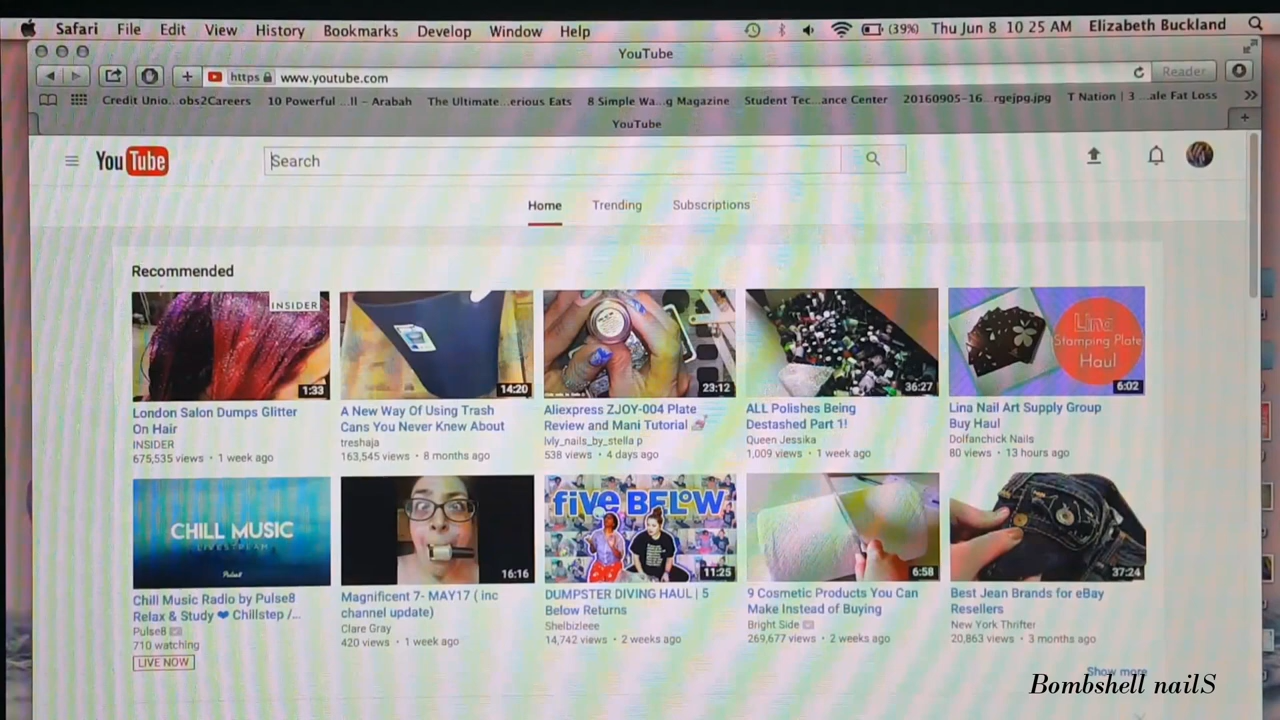 Safari File Edit View History Bookmarks Develop Window Help (39%) Thu Jun 8 10 25 AM Elizabeth Buckland
YouTube
https www.youtube.com Reader
Credit Unio...obs2Careers 10 Powerful ...ll – Arabah The Ultimate...erious Eats 8 Simple Wa...g Magazine Student Tec...ance Center 20160905-16...rgejpg.jpg T Nation | 3 ...ale Fat Loss
YouTube
YouTube Search
Home Trending Subscriptions
Recommended
INSIDER
1:33
14:20
23:12
36:27
Lina
Stamping Plate
Haul
6:02
London Salon Dumps Glitter
On Hair
INSIDER
675,535 views • 1 week ago
A New Way Of Using Trash
Cans You Never Knew About
treshaja
163,545 views • 8 months ago
Aliexpress ZJOY-004 Plate
Review and Mani Tutorial 💅
lvly_nails_by_stella p
538 views • 4 days ago
ALL Polishes Being
Destashed Part 1!
Queen Jessika
1,009 views • 1 week ago
Lina Nail Art Supply Group
Buy Haul
Dolfanchick Nails
80 views • 13 hours ago
CHILL MUSIC
LIVESTREAM
Pulse8
16:16
five BELOW
11:25
6:58
37:24
Chill Music Radio by Pulse8
Relax & Study ❤ Chillstep /...
Pulse8
710 watching
LIVE NOW
Magnificent 7- MAY17 ( inc
channel update)
Clare Gray
420 views • 1 week ago
DUMPSTER DIVING HAUL | 5
Below Returns
Shelbizleee
14,742 views • 2 weeks ago
9 Cosmetic Products You Can
Make Instead of Buying
Bright Side
269,677 views • 2 weeks ago
Best Jean Brands for eBay
Resellers
New York Thrifter
20,863 views • 3 months ago
Show more
Bombshell nailS